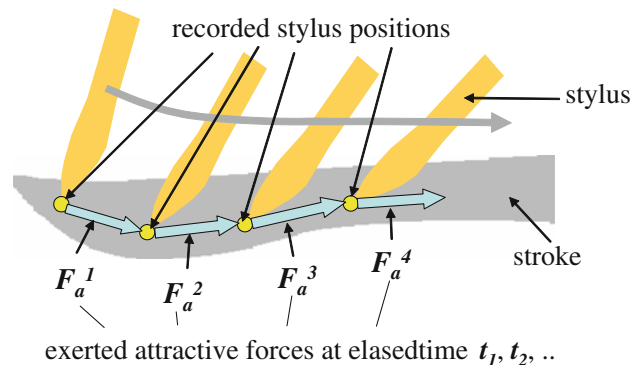 recorded stylus positions
stylus
stroke
Fₐ¹
Fₐ²
Fₐ³
Fₐ⁴
exerted attractive forces at elasedtime t₁, t₂, ..